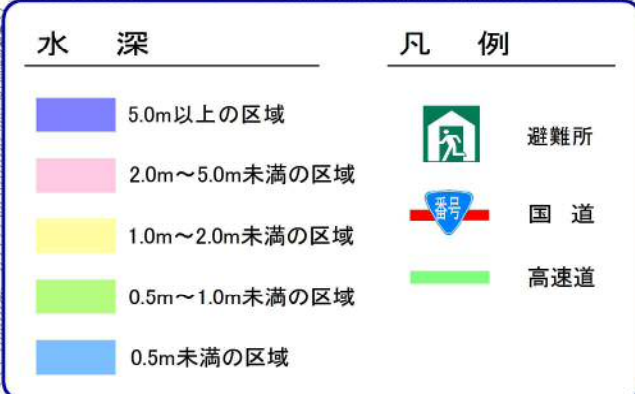 水 深
5.0m以上の区域
2.0m～5.0m未満の区域
1.0m～2.0m未満の区域
0.5m～1.0m未満の区域
0.5m未満の区域
凡 例
避難所
番号
国 道
高速道